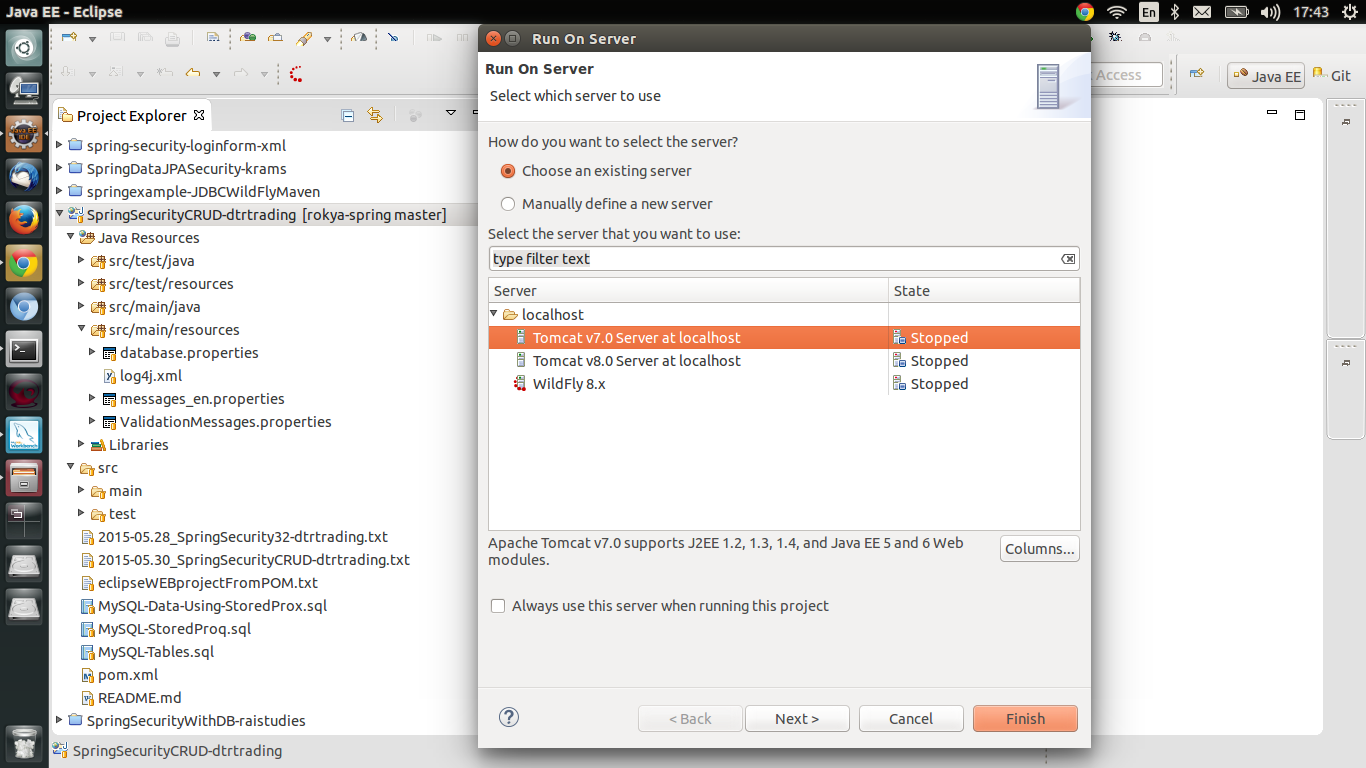 Java EE - Eclipse
En
17:43
Run On Server
Access
Java EE
Git
Project Explorer
spring-security-loginform-xml
SpringDataJPASecurity-krams
springexample-JDBCWildFlyMaven
SpringSecurityCRUD-dtrtrading [rokya-spring master]
Java Resources
src/test/java
src/test/resources
src/main/java
src/main/resources
database.properties
log4j.xml
messages_en.properties
ValidationMessages.properties
Libraries
src
main
test
2015-05.28_SpringSecurity32-dtrtrading.txt
2015-05.30_SpringSecurityCRUD-dtrtrading.txt
eclipseWEBprojectFromPOM.txt
MySQL-Data-Using-StoredProx.sql
MySQL-StoredProq.sql
MySQL-Tables.sql
pom.xml
README.md
SpringSecurityWithDB-raistudies
SpringSecurityCRUD-dtrtrading
Run On Server
Select which server to use
How do you want to select the server?
Choose an existing server
Manually define a new server
Select the server that you want to use:
type filter text
Server State
localhost
Tomcat v7.0 Server at localhost Stopped
Tomcat v8.0 Server at localhost Stopped
WildFly 8.x Stopped
Apache Tomcat v7.0 supports J2EE 1.2, 1.3, 1.4, and Java EE 5 and 6 Web
modules.
Columns...
Always use this server when running this project
< Back Next > Cancel Finish